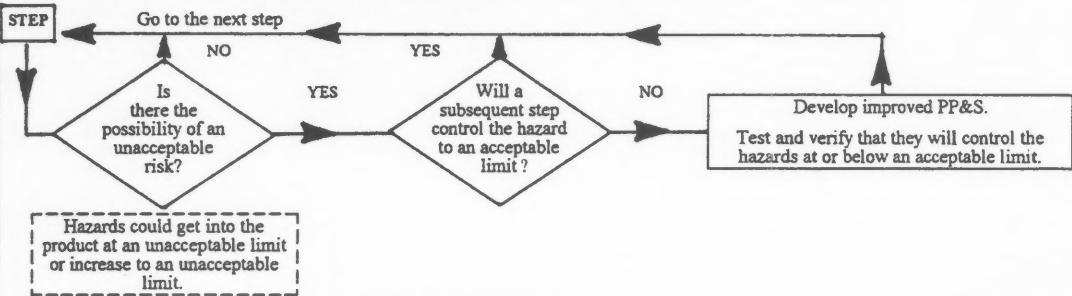 STEP
Go to the next step
NO
YES
Is
there the
possibility of an
unacceptable
risk?
YES
Will a
subsequent step
control the hazard
to an acceptable
limit ?
NO
Develop improved PP&S.
Test and verify that they will control the
hazards at or below an acceptable limit.
Hazards could get into the
product at an unacceptable limit
or increase to an unacceptable
limit.